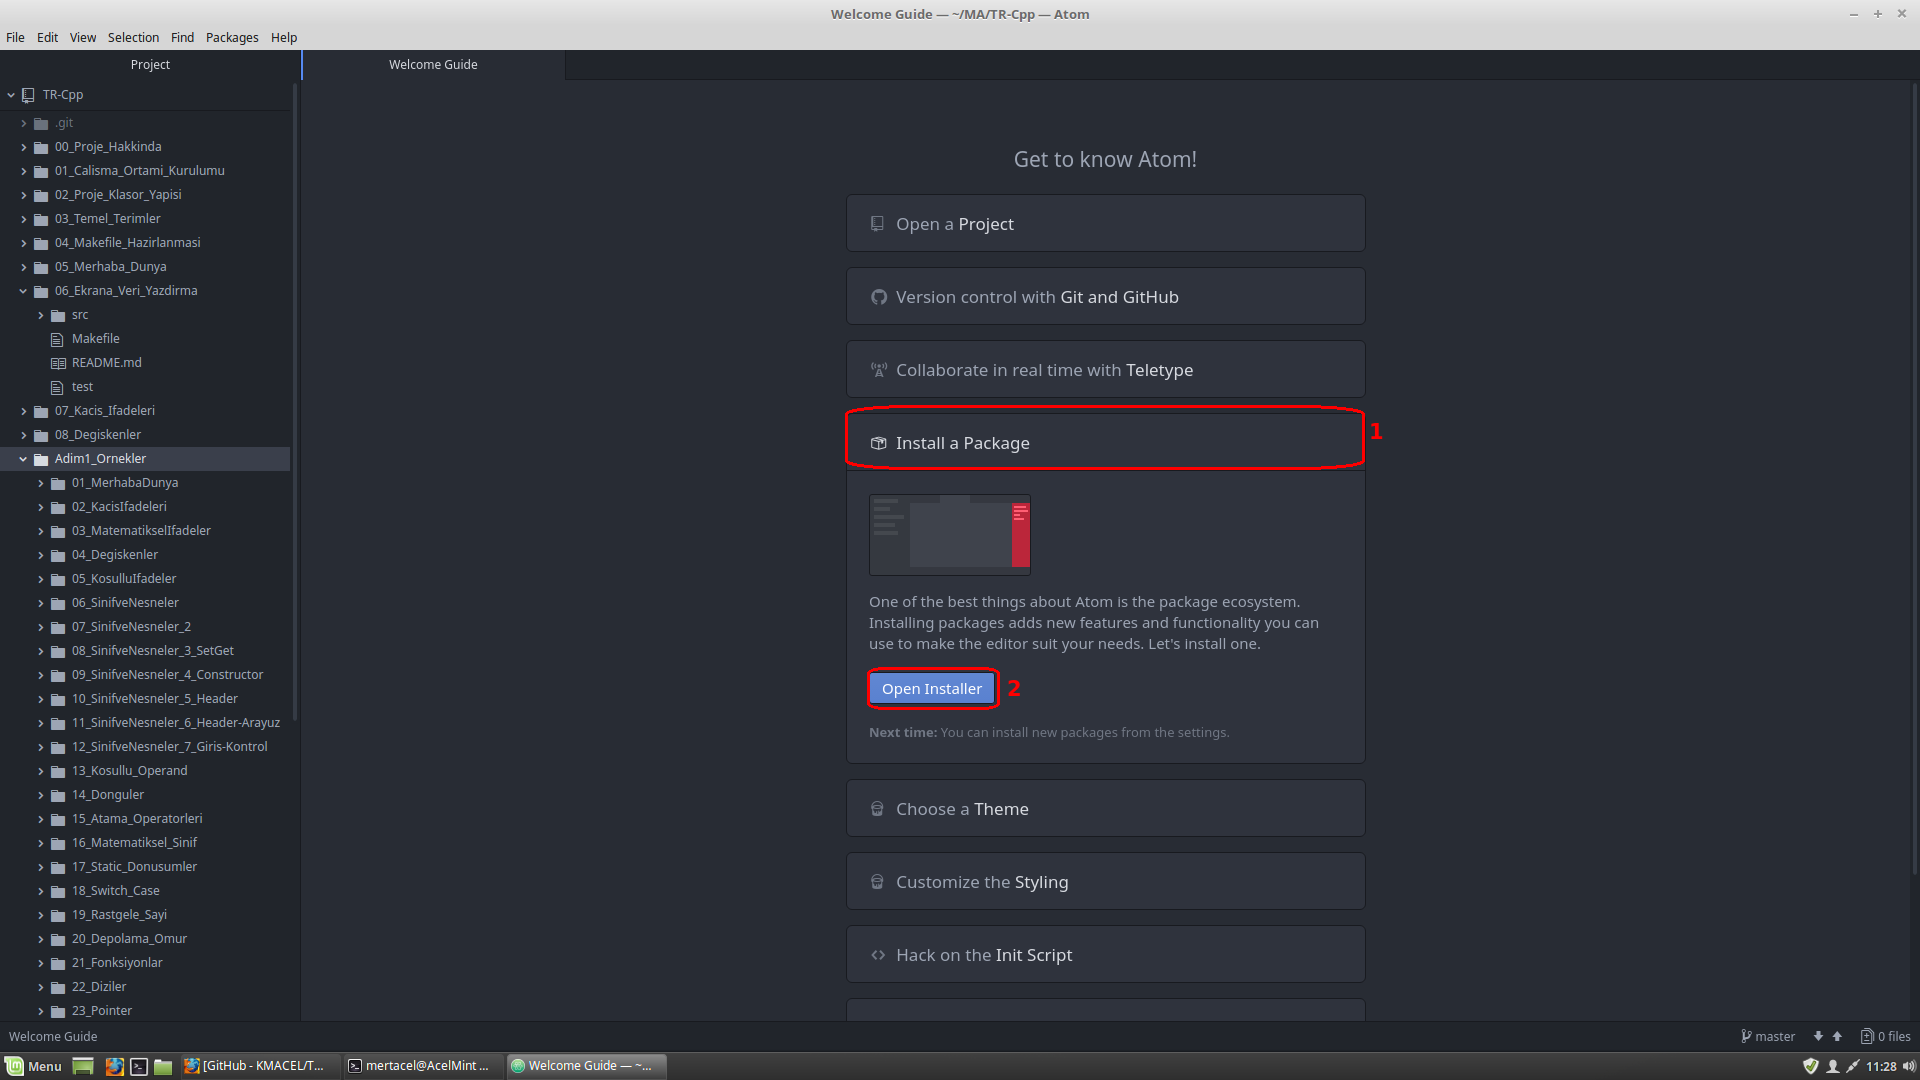 Welcome Guide — ~/MA/TR-Cpp — Atom
File Edit View Selection Find Packages Help
Project
Welcome Guide
TR-Cpp
.git
00_Proje_Hakkinda
01_Calisma_Ortami_Kurulumu
02_Proje_Klasor_Yapisi
03_Temel_Terimler
04_Makefile_Hazirlanmasi
05_Merhaba_Dunya
06_Ekrana_Veri_Yazdirma
src
Makefile
README.md
test
07_Kacis_Ifadeleri
08_Degiskenler
Adim1_Ornekler
01_MerhabaDunya
02_KacisIfadeleri
03_MatematikselIfadeler
04_Degiskenler
05_KosulluIfadeler
06_SinifveNesneler
07_SinifveNesneler_2
08_SinifveNesneler_3_SetGet
09_SinifveNesneler_4_Constructor
10_SinifveNesneler_5_Header
11_SinifveNesneler_6_Header-Arayuz
12_SinifveNesneler_7_Giris-Kontrol
13_Kosullu_Operand
14_Donguler
15_Atama_Operatorleri
16_Matematiksel_Sinif
17_Static_Donusumler
18_Switch_Case
19_Rastgele_Sayi
20_Depolama_Omur
21_Fonksiyonlar
22_Diziler
23_Pointer
Get to know Atom!
Open a Project
Version control with Git and GitHub
Collaborate in real time with Teletype
Install a Package
1
One of the best things about Atom is the package ecosystem.
Installing packages adds new features and functionality you can
use to make the editor suit your needs. Let's install one.
Open Installer
2
Next time: You can install new packages from the settings.
Choose a Theme
Customize the Styling
Hack on the Init Script
Welcome Guide
master
0 files
Menu
[GitHub - KMACEL/T...
mertacel@AcelMint ...
Welcome Guide — ~...
11:28